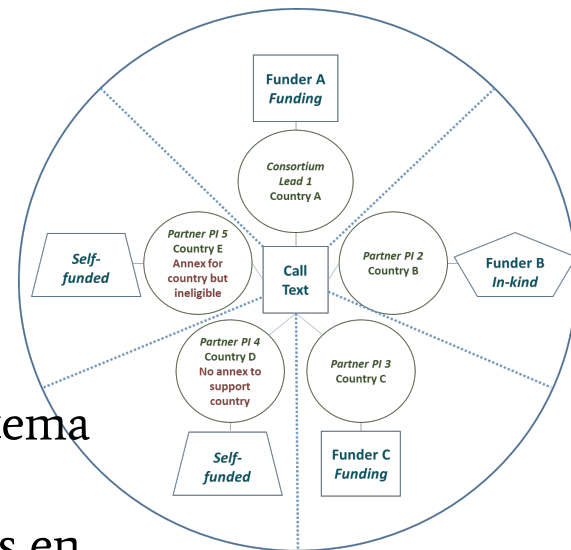 Funder A
Funding
Consortium
Lead 1
Country A
Partner PI 5
Country E
Annex for
country but
ineligible
Self-
funded
Call
Text
Partner PI 2
Country B
Funder B
In-kind
Partner PI 4
Country D
No annex to
support
country
Partner PI 3
Country C
Self-
funded
Funder C
Funding
tema
s en